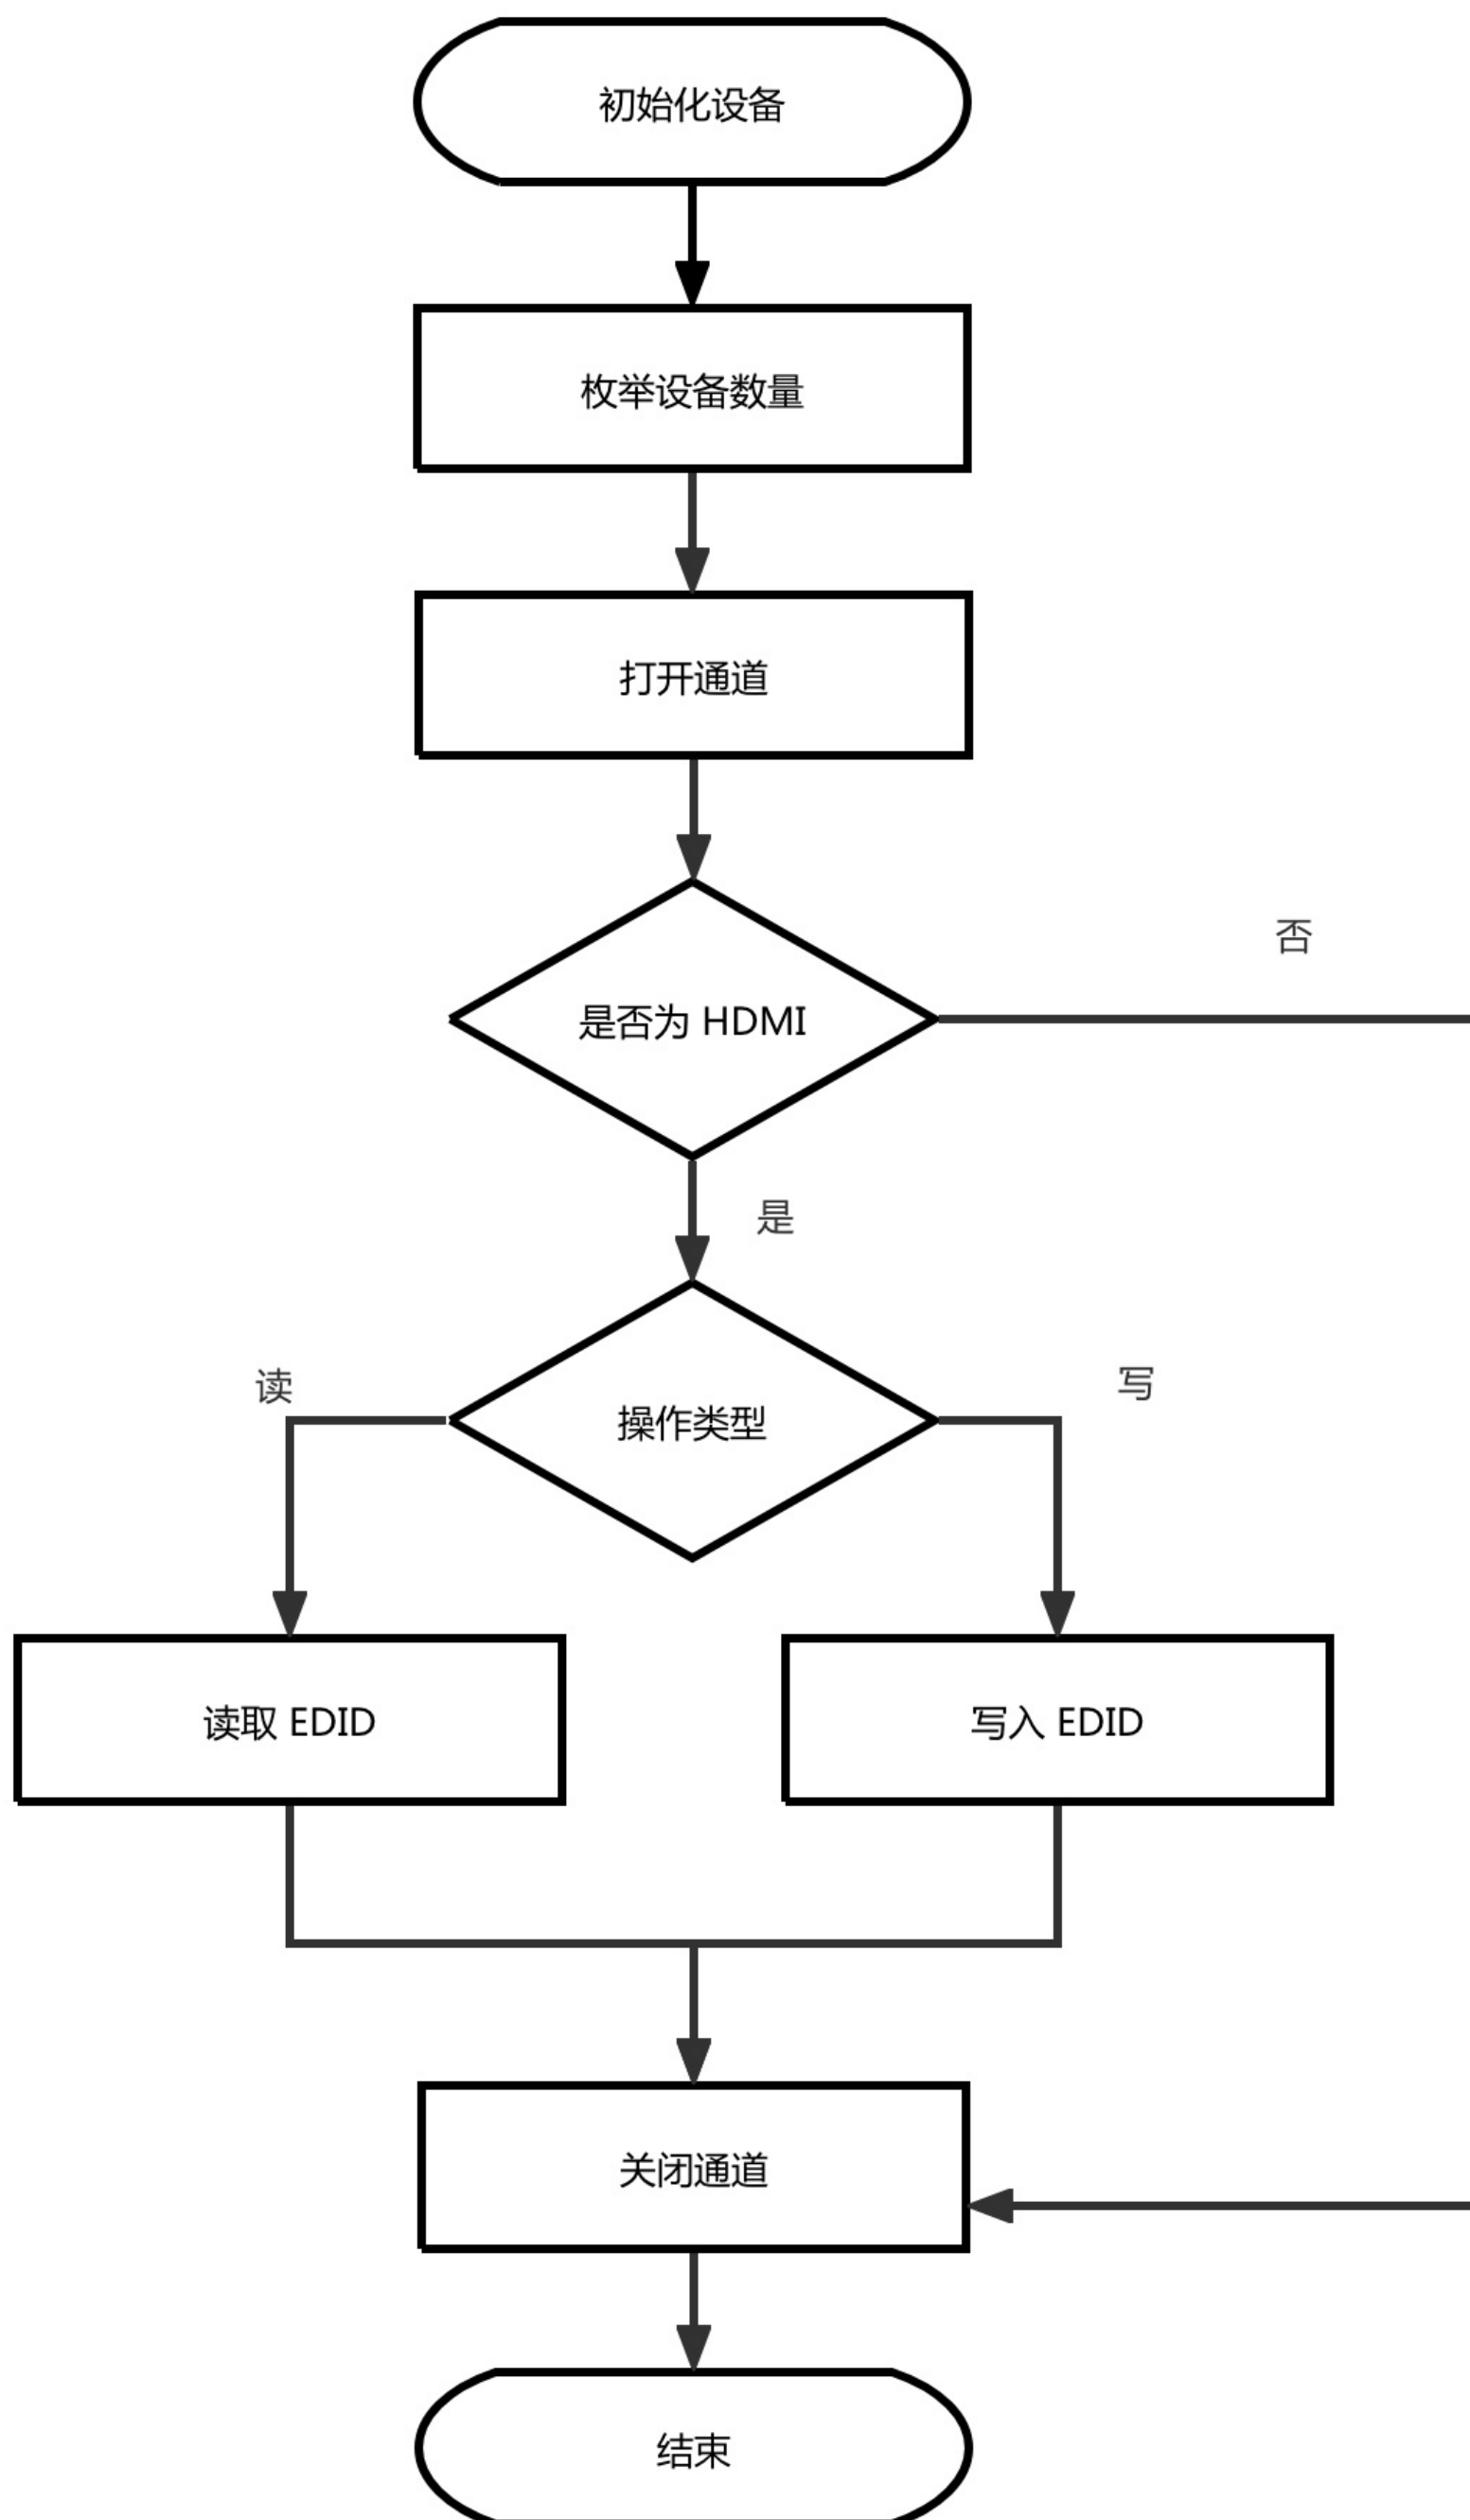 初始化设备
枚举设备数量
打开通道
否
是否为 HDMI
是
读
写
操作类型
读取 EDID
写入 EDID
关闭通道
结束